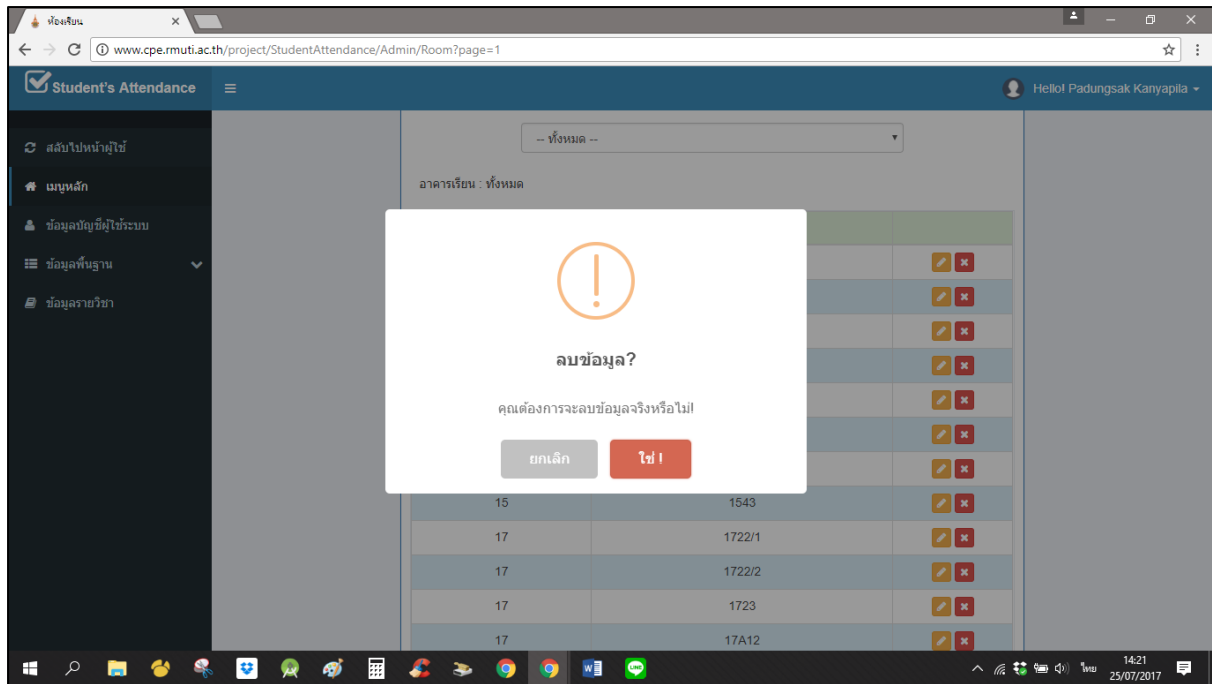 ห้องเรียน
www.cpe.rmuti.ac.th/project/StudentAttendance/Admin/Room?page=1
Student's Attendance
Hello! Padungsak Kanyapila
สลับไปหน้าผู้ใช้
เมนูหลัก
ข้อมูลบัญชีผู้ใช้ระบบ
ข้อมูลพื้นฐาน
ข้อมูลรายวิชา
-- ทั้งหมด --
อาคารเรียน : ทั้งหมด
ลบข้อมูล?
คุณต้องการจะลบข้อมูลจริงหรือไม่!
ยกเลิก ใช่ !
15 1543
17 1722/1
17 1722/2
17 1723
17 17A12
ไทย 14:21
25/07/2017